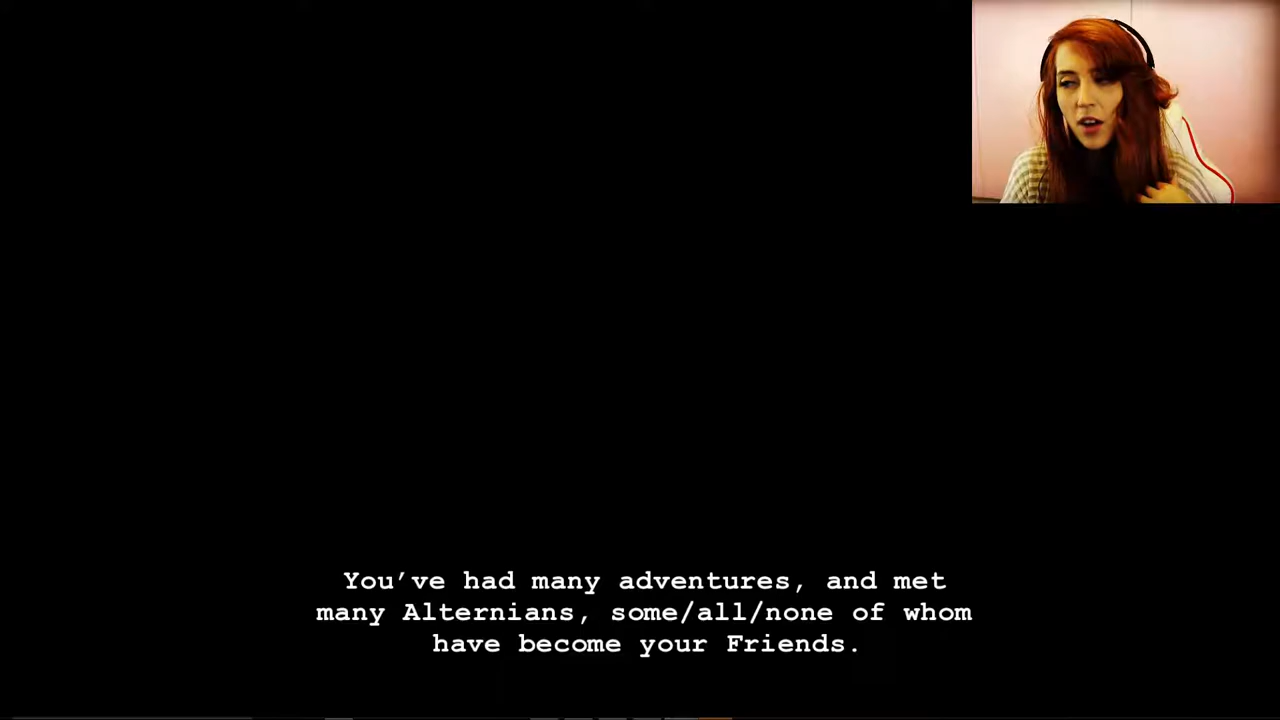 You’ve had many adventures, and met
many Alternians, some/all/none of whom
have become your Friends.